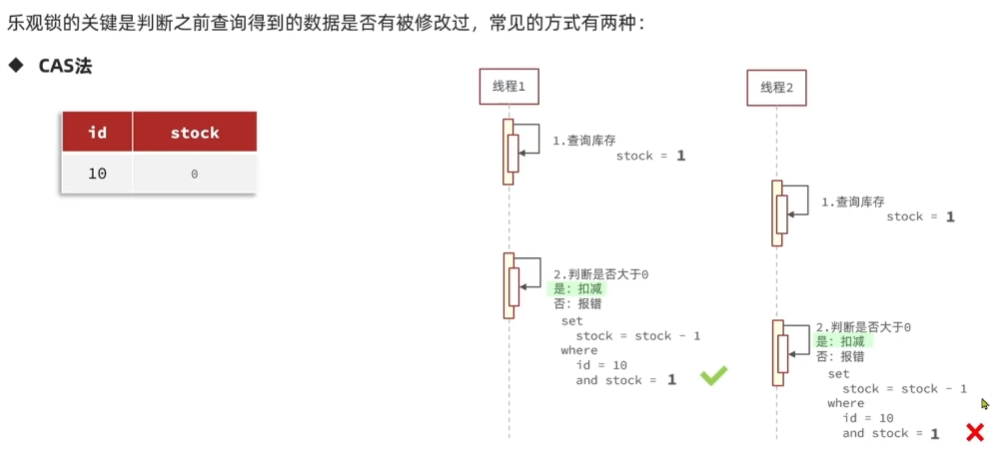 乐观锁的关键是判断之前查询得到的数据是否有被修改过，常见的方式有两种：
◆ CAS法
id stock
10 0
线程1
1.查询库存
stock = 1
2.判断是否大于0
是：扣减
否：报错
set
stock = stock - 1
where
id = 10
and stock = 1
线程2
1.查询库存
stock = 1
2.判断是否大于0
是：扣减
否：报错
set
stock = stock - 1
where
id = 10
and stock = 1